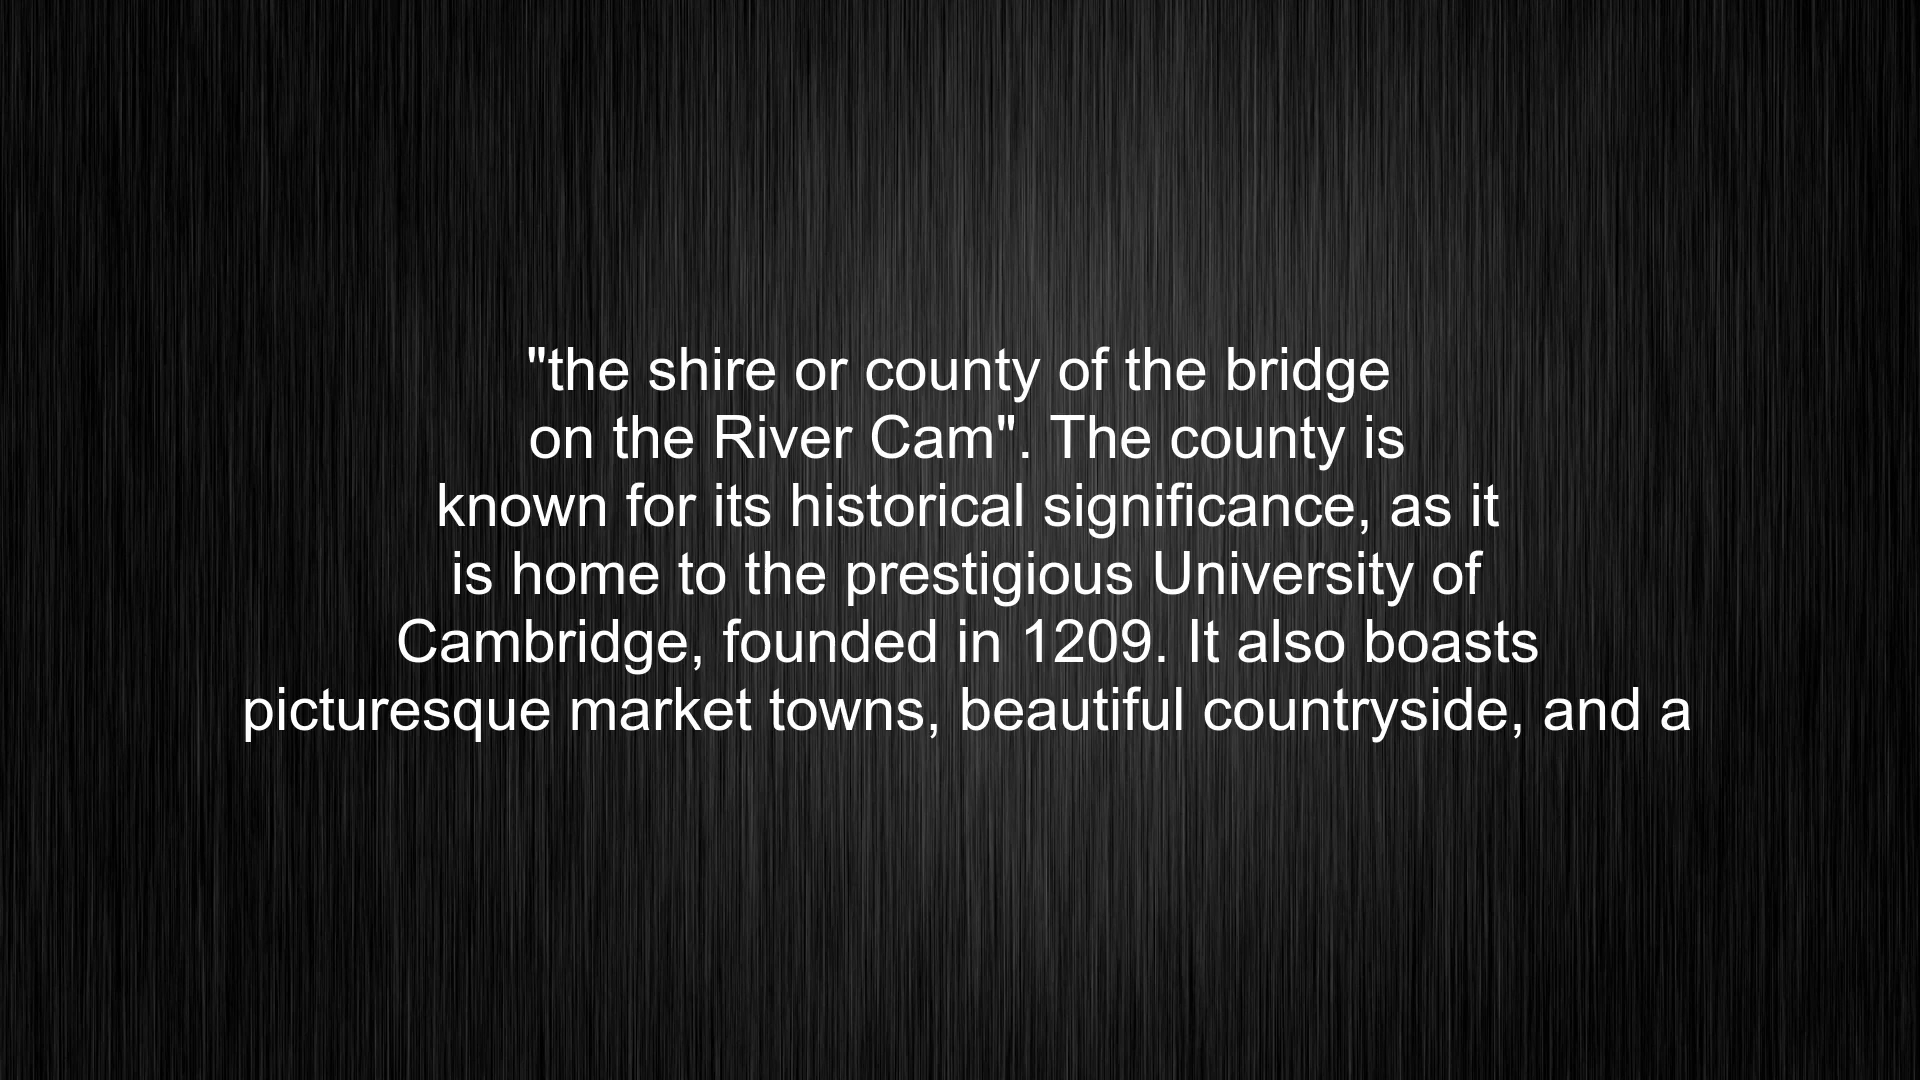 "the shire or county of the bridge
on the River Cam". The county is
known for its historical significance, as it
is home to the prestigious University of
Cambridge, founded in 1209. It also boasts
picturesque market towns, beautiful countryside, and a